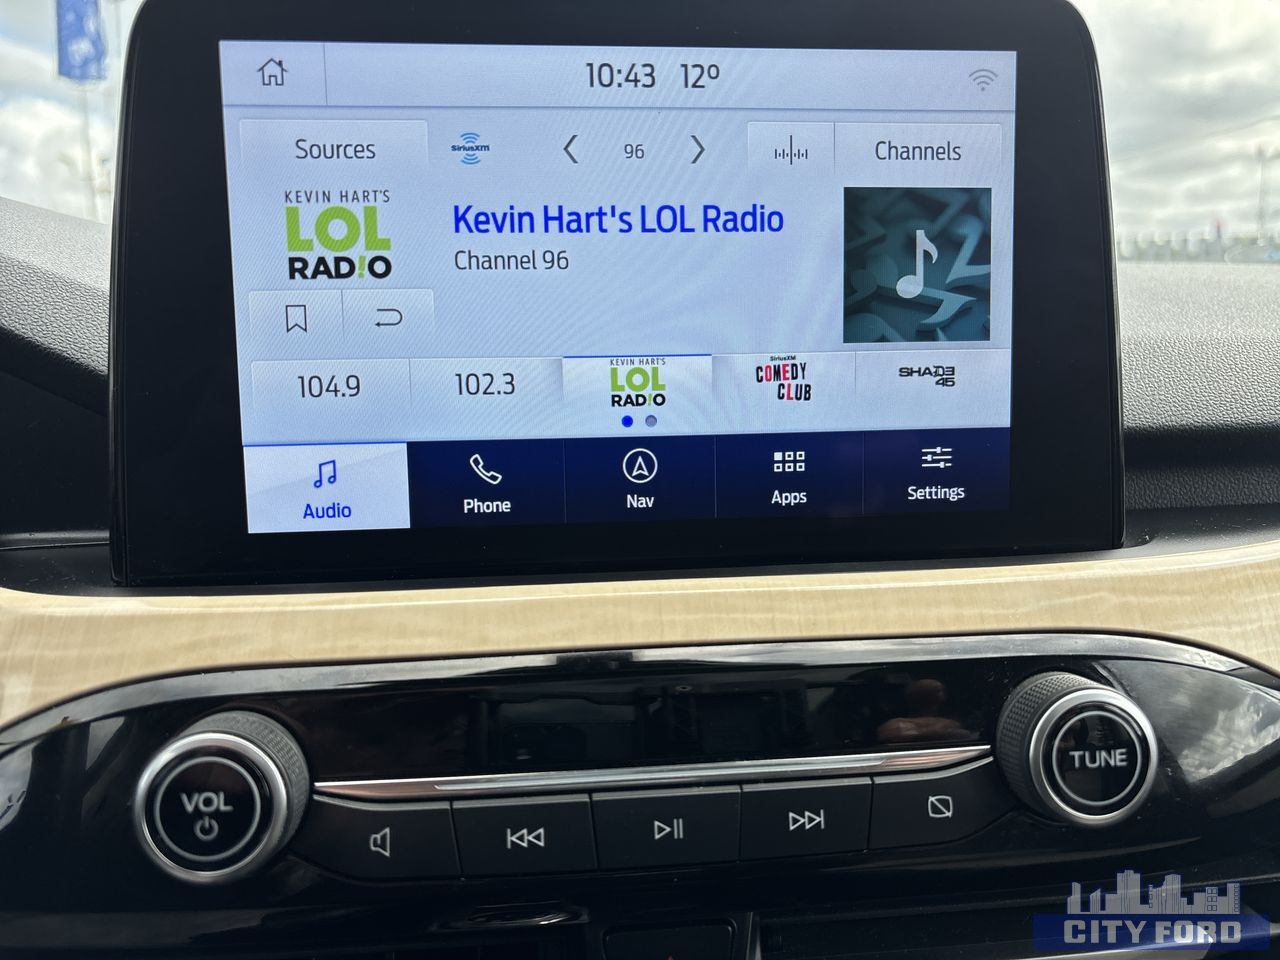 10:43 12º
Sources
SiriusXM
96
Channels
KEVIN HART'S
LOL
RAD!O
Kevin Hart's LOL Radio
Channel 96
104.9
102.3
KEVIN HART'S
LOL
RAD!O
SiriusXM
COMEDY
CLUB
SHADE
45
Audio
Phone
Nav
Apps
Settings
VOL
TUNE
CITY FORD